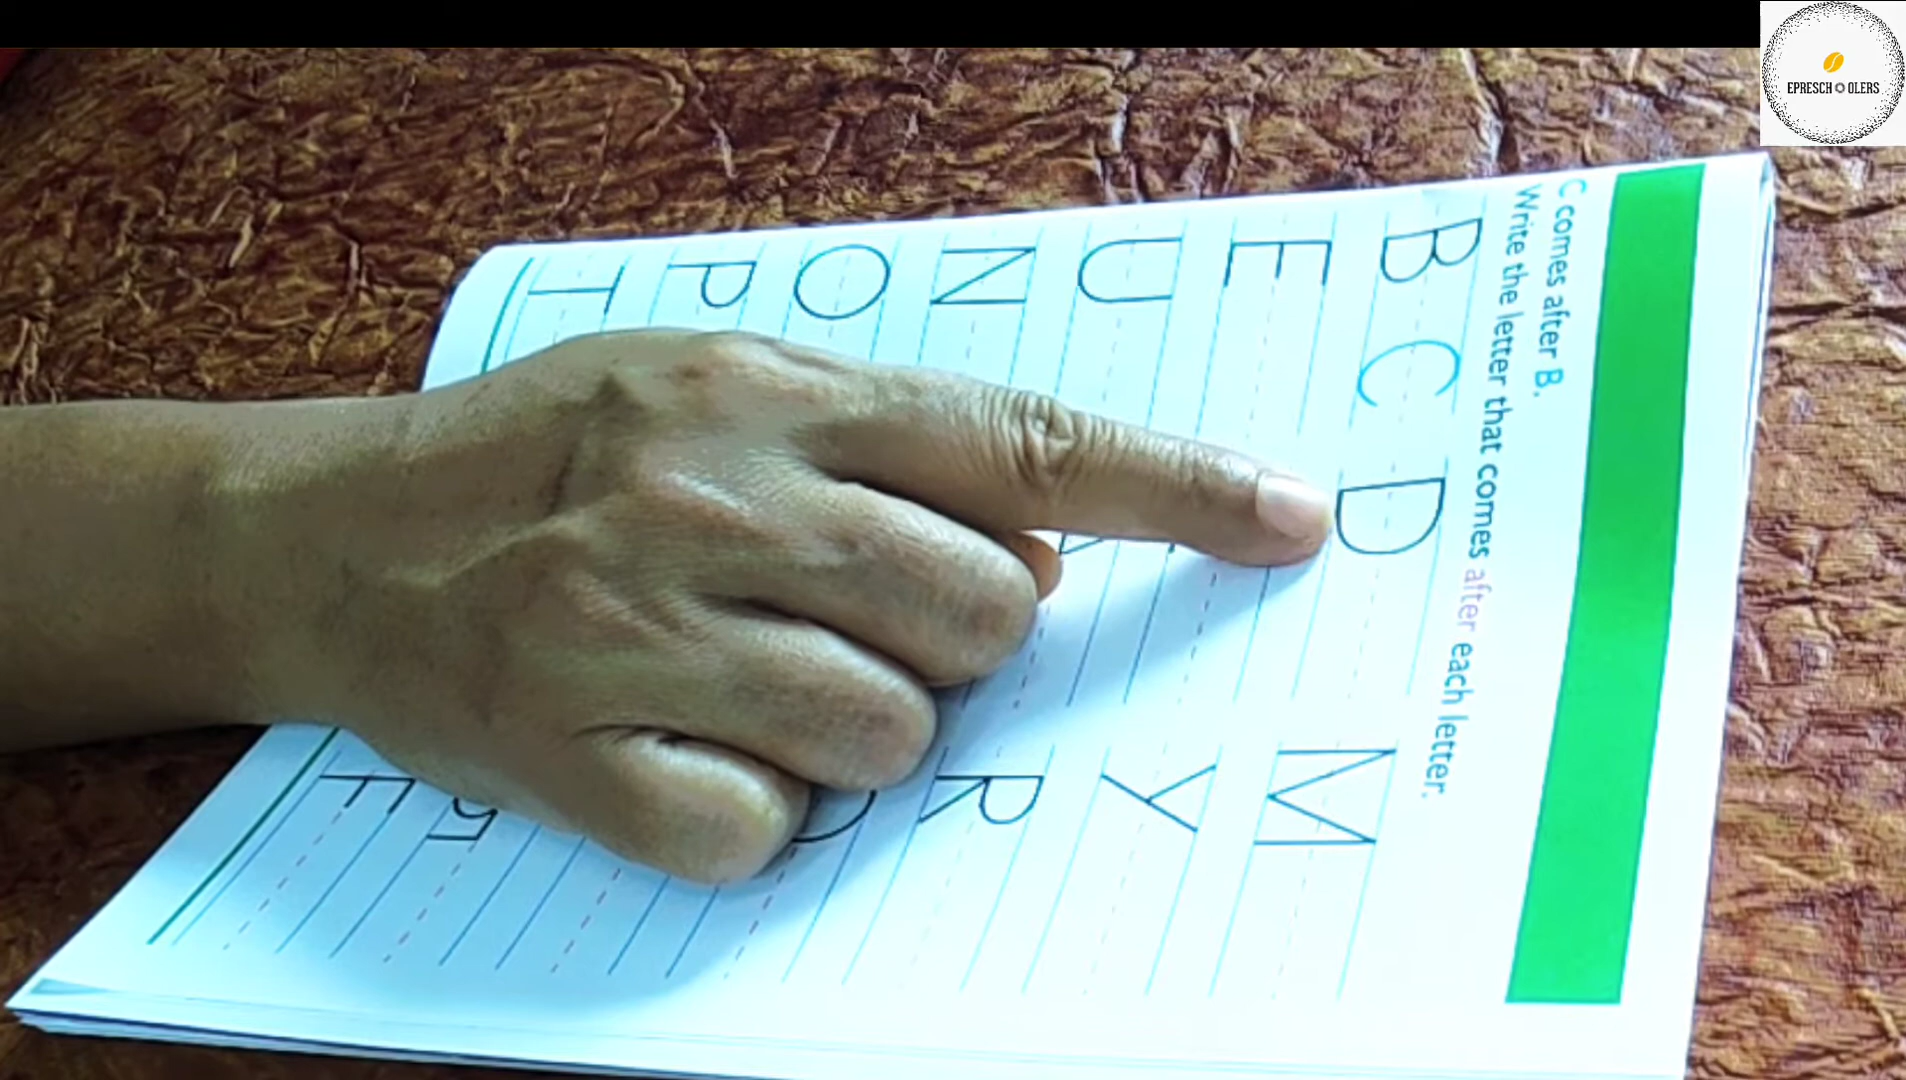 EPRESCHOOLERS
C comes after B.
Write the letter that comes after each letter.
B C D M
E Y
U R
N
O
P F